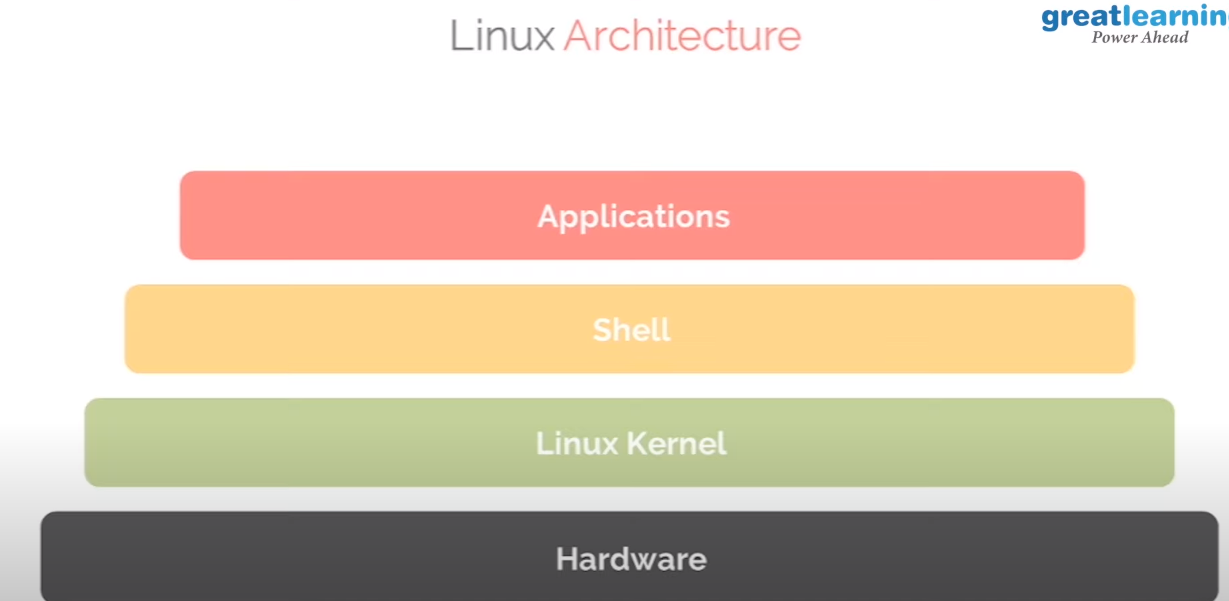 Linux Architecture
greatlearnin
Power Ahead
Applications
Shell
Linux Kernel
Hardware